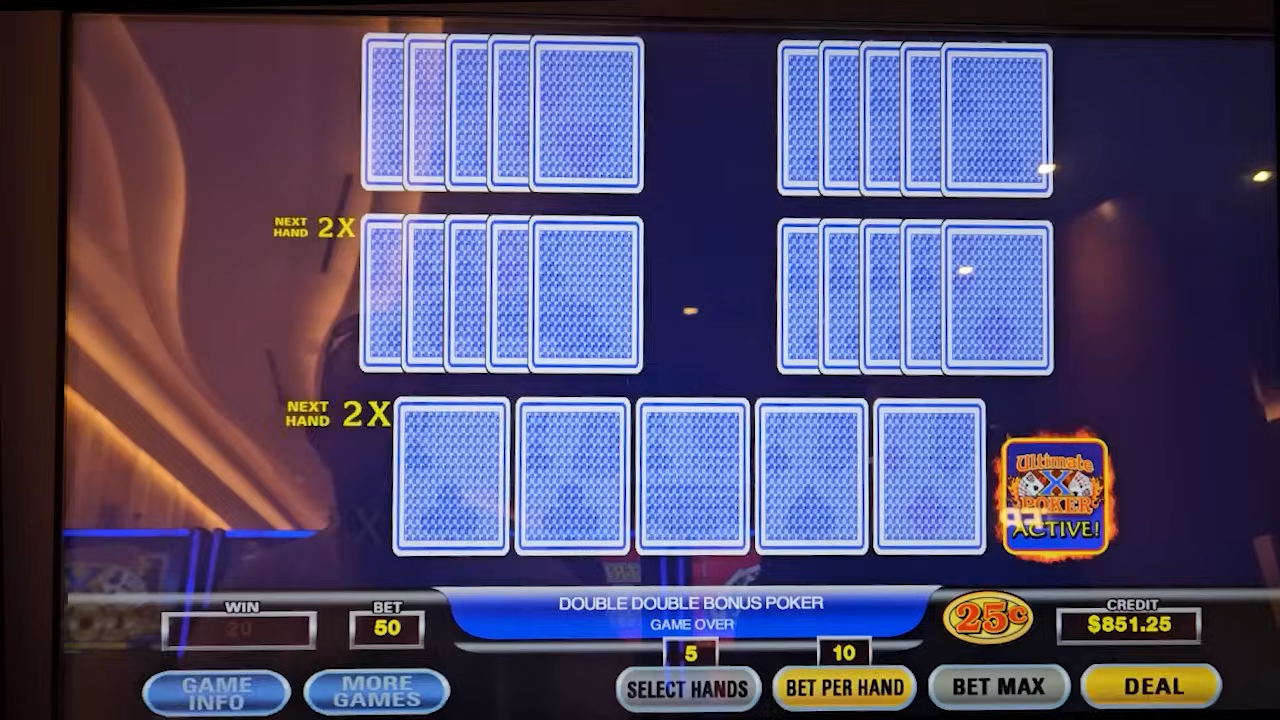 NEXT HAND 2X
NEXT HAND 2X
Ultimate
X
POKER
ACTIVE!
WIN
20
BET
50
DOUBLE DOUBLE BONUS POKER
GAME OVER
25¢
CREDIT
$851.25
5
10
GAME INFO
MORE GAMES
SELECT HANDS
BET PER HAND
BET MAX
DEAL